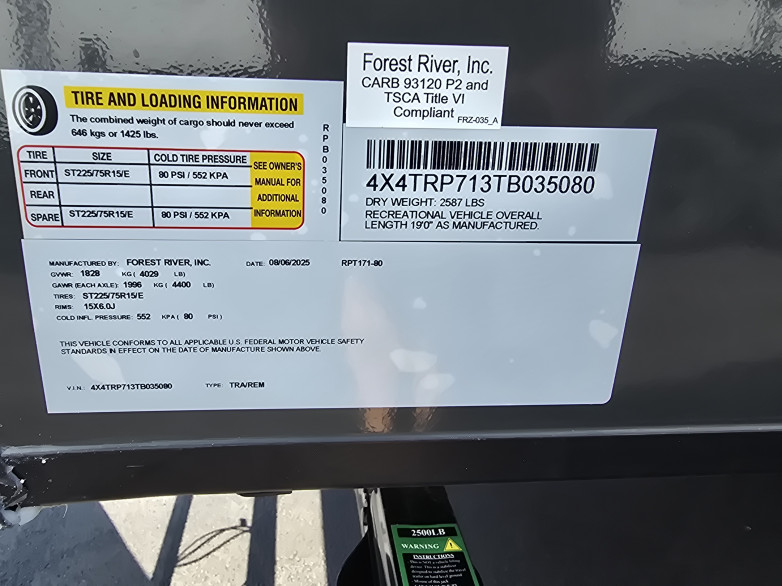 Forest River, Inc.
CARB 93120 P2 and
TSCA Title VI
Compliant
FRZ-035_A
TIRE AND LOADING INFORMATION
The combined weight of cargo should never exceed
646 kgs or 1425 lbs.
TIRE SIZE COLD TIRE PRESSURE
FRONT ST225/75R15/E 80 PSI / 552 KPA
REAR
SPARE ST225/75R15/E 80 PSI / 552 KPA
SEE OWNER'S
MANUAL FOR
ADDITIONAL
INFORMATION
RPB035080
4X4TRP713TB035080
DRY WEIGHT: 2587 LBS
RECREATIONAL VEHICLE OVERALL
LENGTH 19'0" AS MANUFACTURED.
MANUFACTURED BY: FOREST RIVER, INC. DATE: 08/06/2025 RPT171-80
GVWR: 1828 KG ( 4029 LB)
GAWR (EACH AXLE): 1996 KG ( 4400 LB)
TIRES: ST225/75R15/E
RIMS: 15X6.0J
COLD INFL. PRESSURE: 552 KPA ( 80 PSI )
THIS VEHICLE CONFORMS TO ALL APPLICABLE U.S. FEDERAL MOTOR VEHICLE SAFETY
STANDARDS IN EFFECT ON THE DATE OF MANUFACTURE SHOWN ABOVE.
V.I.N.: 4X4TRP713TB035080 TYPE: TRA/REM
2500LB
WARNING
INSTRUCTIONS